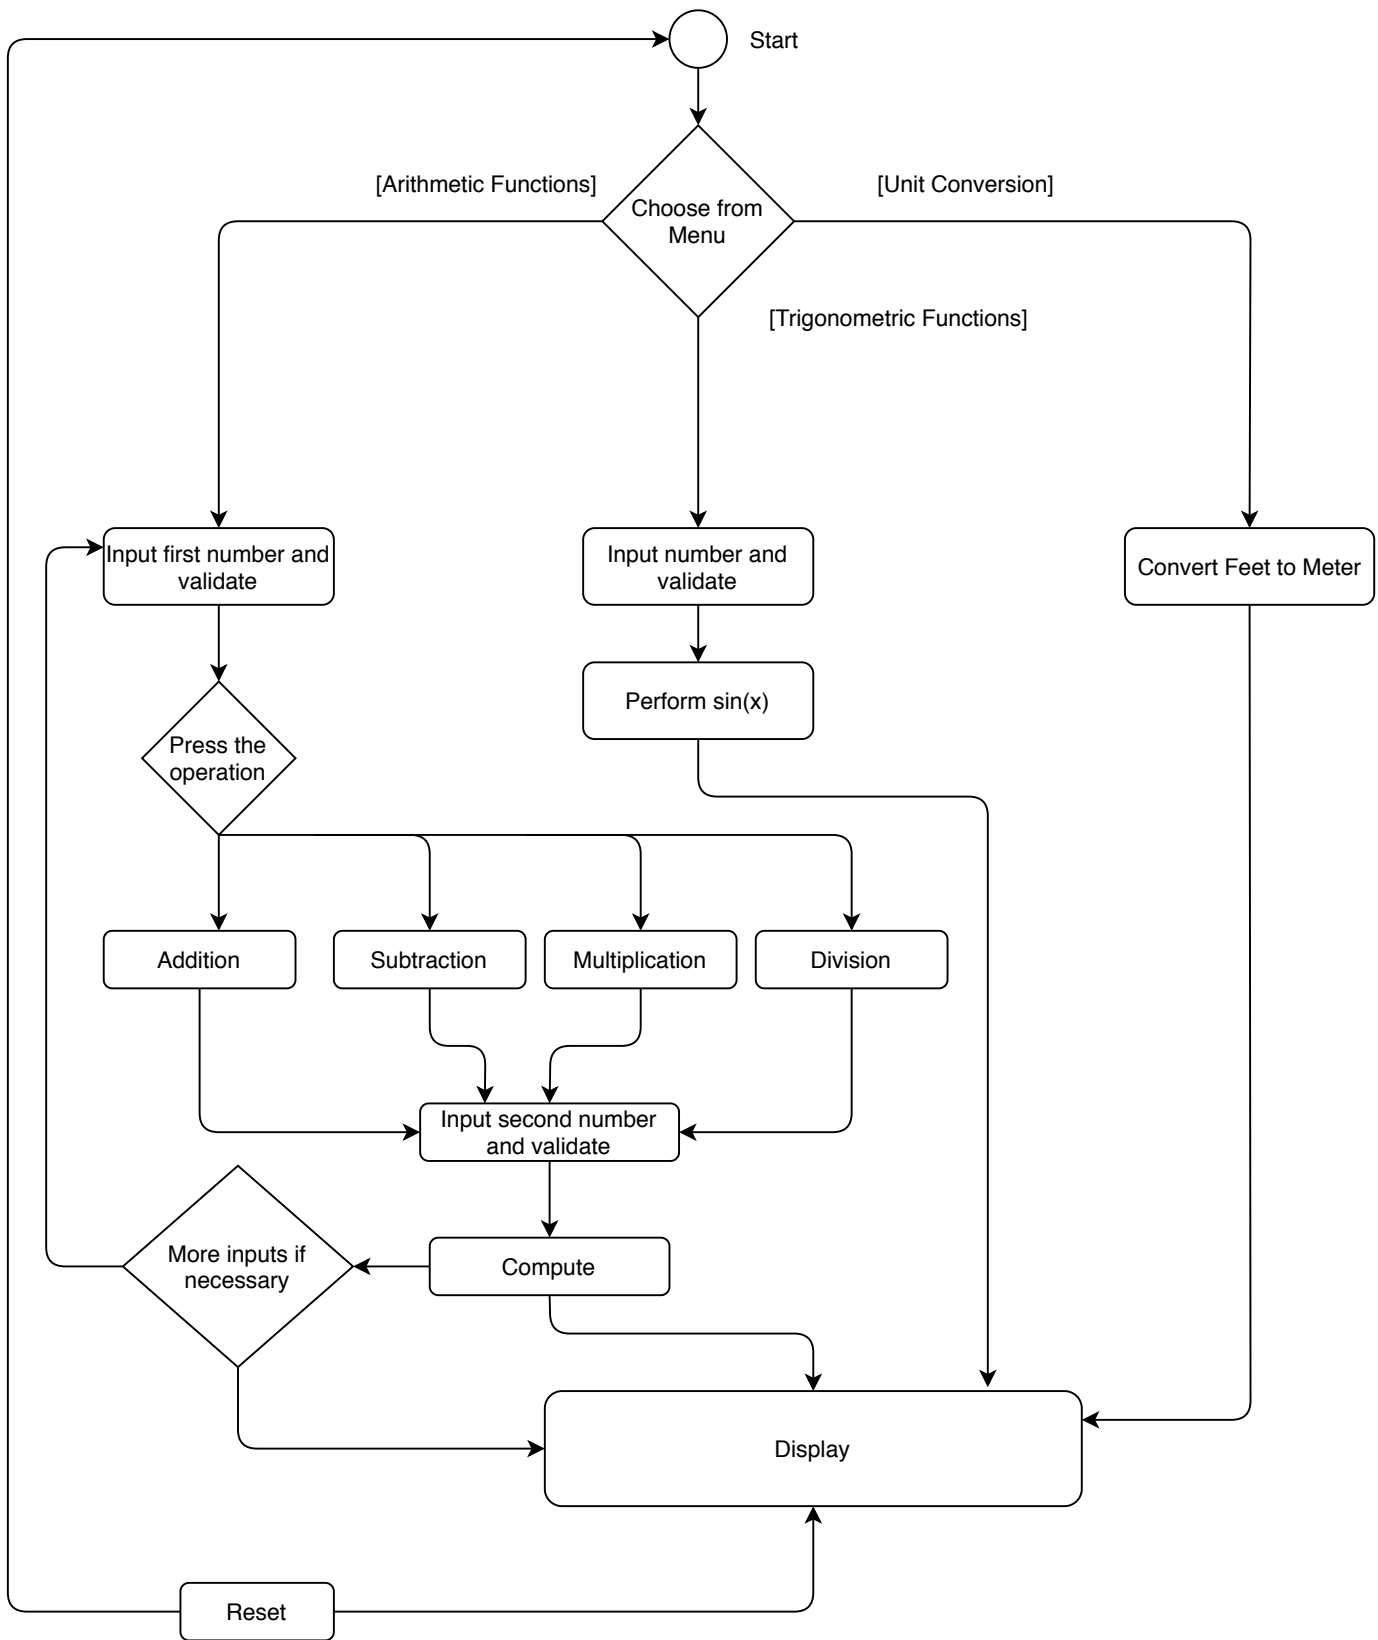 Start
[Arithmetic Functions]
[Unit Conversion]
Choose from
Menu
[Trigonometric Functions]
Input first number and
validate
Input number and
validate
Convert Feet to Meter
Perform sin(x)
Press the
operation
Addition
Subtraction
Multiplication
Division
Input second number
and validate
More inputs if
necessary
Compute
Display
Reset